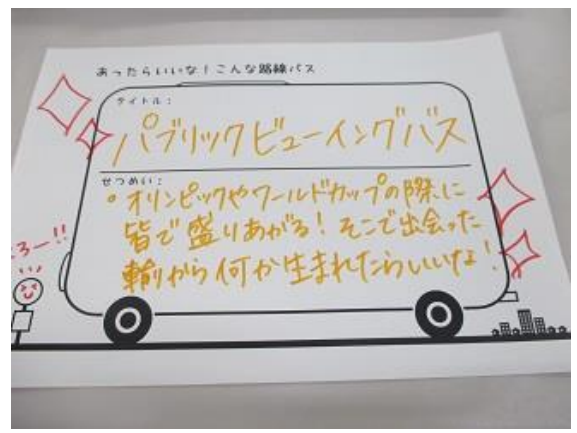 あったらいいな!こんな路線バス
タイトル:
パブリックビューイングバス
せつめい:
・オリンピックやワールドカップの際に
皆で盛りあがる!そこで出会った
輪から何か生まれたらいいな!
ろー!!